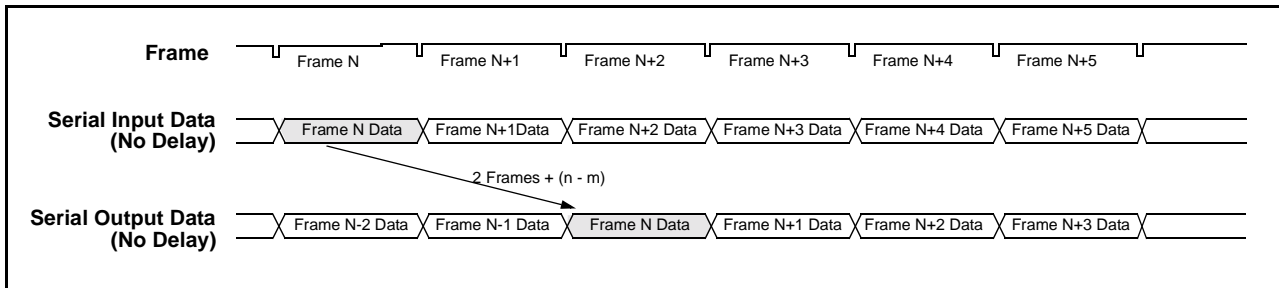 Frame
Frame N
Frame N+1
Frame N+2
Frame N+3
Frame N+4
Frame N+5
Serial Input Data
(No Delay)
Frame N Data
Frame N+1Data
Frame N+2 Data
Frame N+3 Data
Frame N+4 Data
Frame N+5 Data
2 Frames + (n - m)
Serial Output Data
(No Delay)
Frame N-2 Data
Frame N-1 Data
Frame N Data
Frame N+1 Data
Frame N+2 Data
Frame N+3 Data